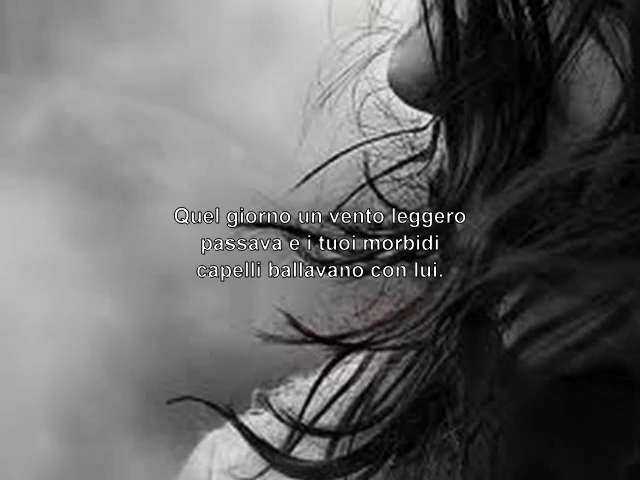 Quel giorno un vento leggero
passava e i tuoi morbidi
capelli ballavano con lui.